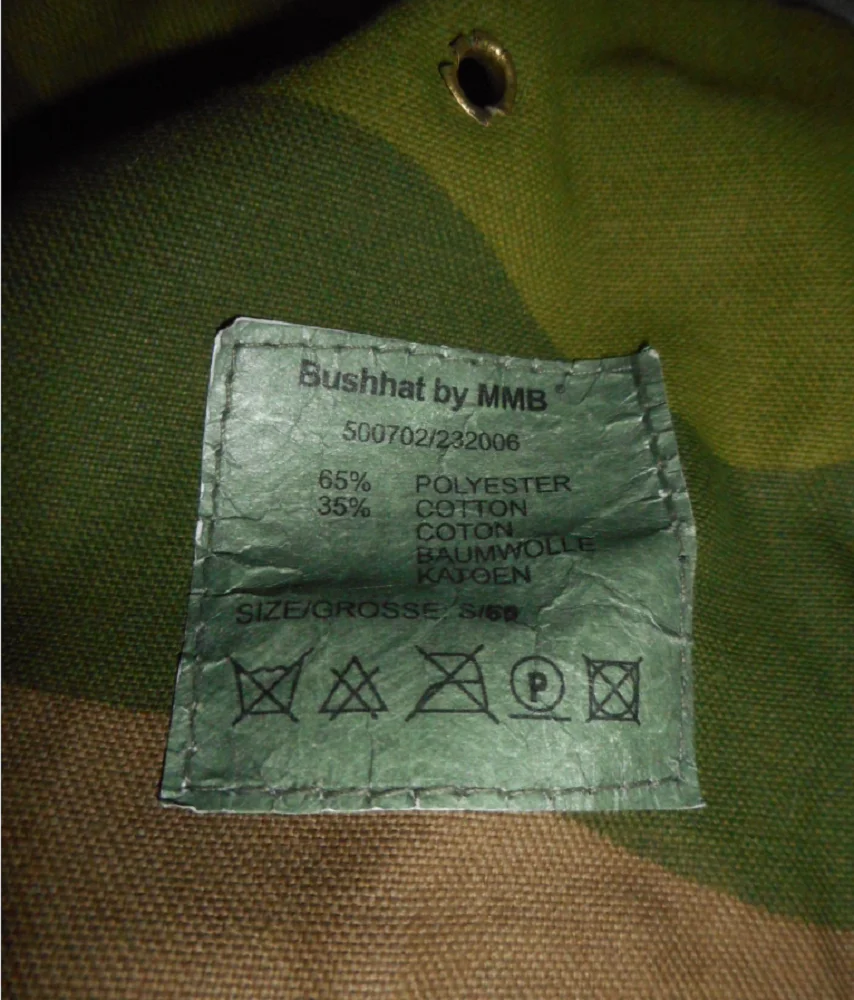 Bushhat by MMB®
500702/232006
65% POLYESTER
35% COTTON
COTON
BAUMWOLLE
KATOEN
SIZE/GROSSE:
P